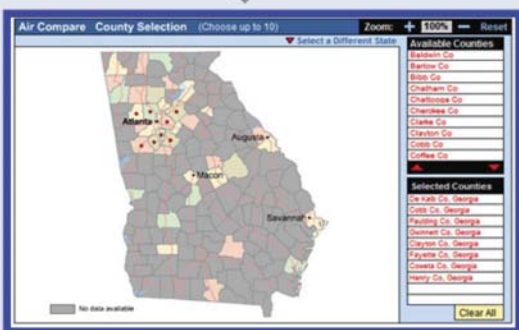 Air Compare County Selection (Choose up to 10) Zoom: + 100% − Reset
Select a Different State
Available Counties
Baldwin Co
Bartow Co
Bibb Co
Chatham Co
Chattooga Co
Cherokee Co
Clarke Co
Clayton Co
Cobb Co
Coffee Co
Selected Counties
De Kalb Co, Georgia
Cobb Co, Georgia
Paulding Co, Georgia
Gwinnett Co, Georgia
Clayton Co, Georgia
Fayette Co, Georgia
Coweta Co, Georgia
Henry Co, Georgia
Clear All
Atlanta
Augusta
Macon
Savannah
No data available